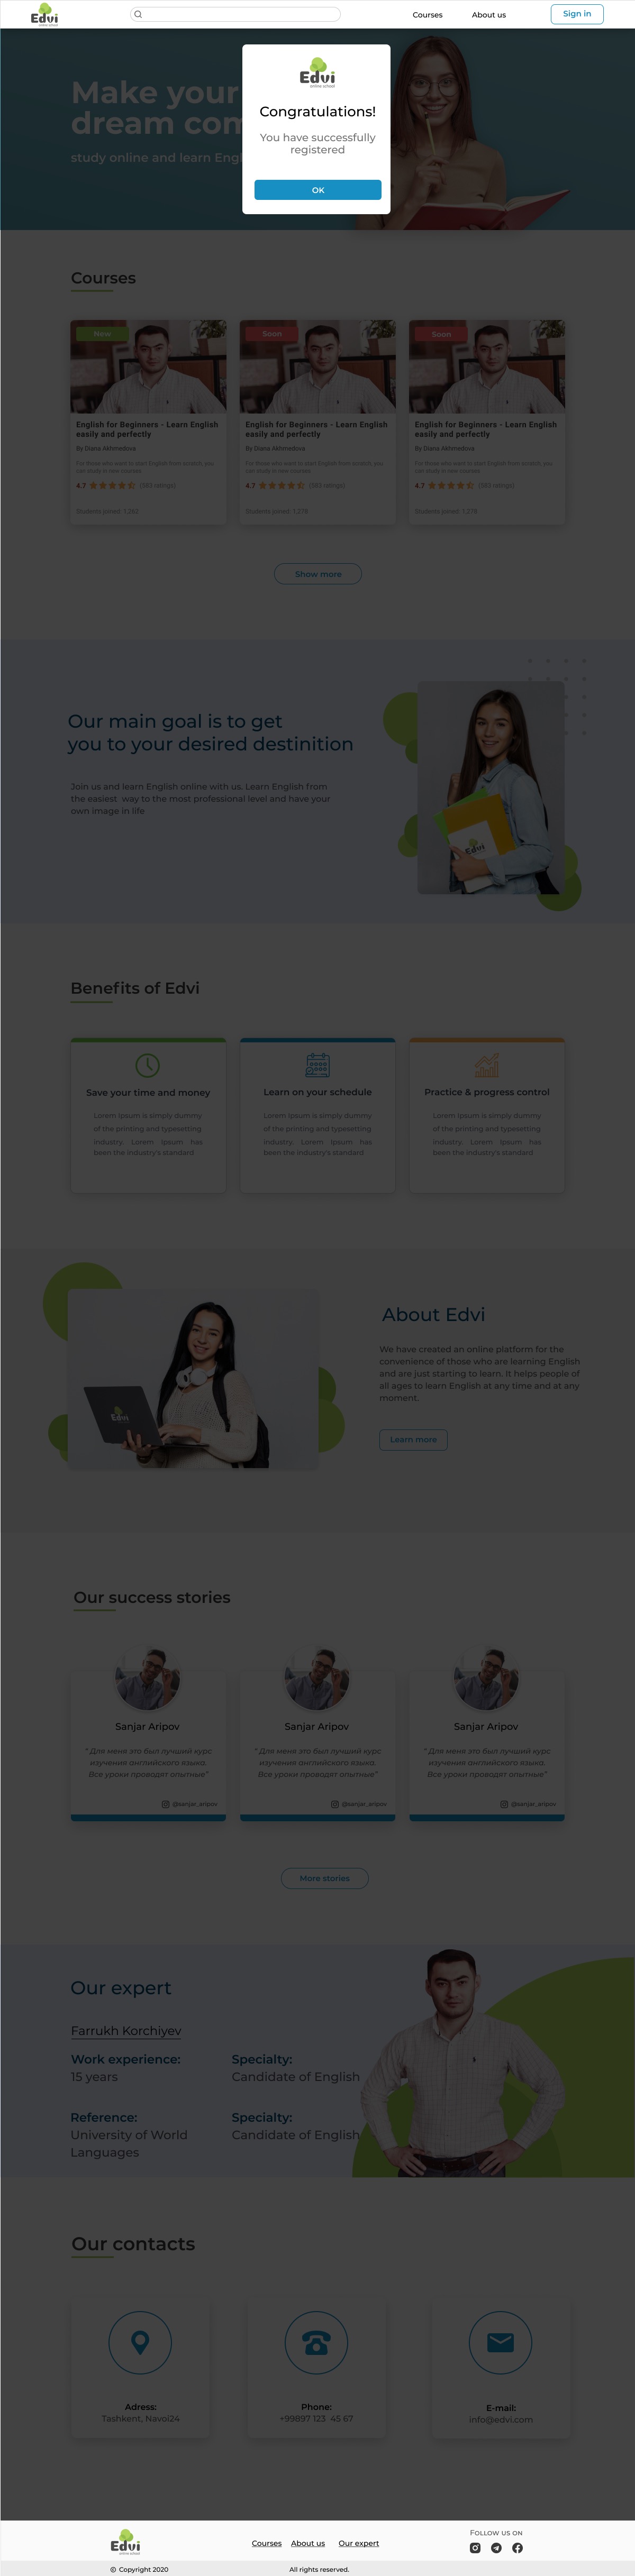 Edvi
online school
Courses
About us
Sign in
Make your
dream com
study online and learn Engl
Edvi
online school
Congratulations!
You have successfully
registered
OK
Courses
New
English for Beginners - Learn English
easily and perfectly
By Diana Akhmedova
For those who want to start English from scratch, you
can study in new courses
4.7 (583 ratings)
Students joined:
Soon
English for Beginners - Learn English
easily and perfectly
By Diana Akhmedova
For those who want to start English from scratch, you
can study in new courses
4.7 (583 ratings)
Students joined:
Soon
English for Beginners - Learn English
easily and perfectly
By Diana Akhmedova
For those who want to start English from scratch, you
can study in new courses
4.7 (583 ratings)
Students joined:
Show more
Our main goal is to get
you to your desired destinition
Join us and learn English online with us. Learn English from
the easiest way to the most professional level and have your
own image in life
Edvi
Benefits of Edvi
Save your time and money
Lorem Ipsum is simply dummy
of the printing and typesetting
industry. Lorem Ipsum has
been the industry's standard
Learn on your schedule
Lorem Ipsum is simply dummy
of the printing and typesetting
industry. Lorem Ipsum has
been the industry's standard
Practice & progress control
Lorem Ipsum is simply dummy
of the printing and typesetting
industry. Lorem Ipsum has
been the industry's standard
Edvi
About Edvi
We have created an online platform for the
convenience of those who are learning English
and are just starting to learn. It helps people of
all ages to learn English at any time and at any
moment.
Learn more
Our success stories
Sanjar Aripov
“ Для меня это был лучший курс
изучения английского языка.
Все уроки проводят опытные”
@sanjar_aripov
Sanjar Aripov
“ Для меня это был лучший курс
изучения английского языка.
Все уроки проводят опытные”
@sanjar_aripov
Sanjar Aripov
“ Для меня это был лучший курс
изучения английского языка.
Все уроки проводят опытные”
@sanjar_aripov
More stories
Our expert
Farrukh Korchiyev
Work experience:
15 years
Specialty:
Candidate of English
Reference:
University of World
Languages
Specialty:
Candidate of English
Our contacts
Adress:
Tashkent, Navoi24
Phone:
+99897 123 45 67
E-mail:
info@edvi.com
Edvi
online school
Courses
About us
Our expert
Follow us on
© Copyright 2020
All rights reserved.